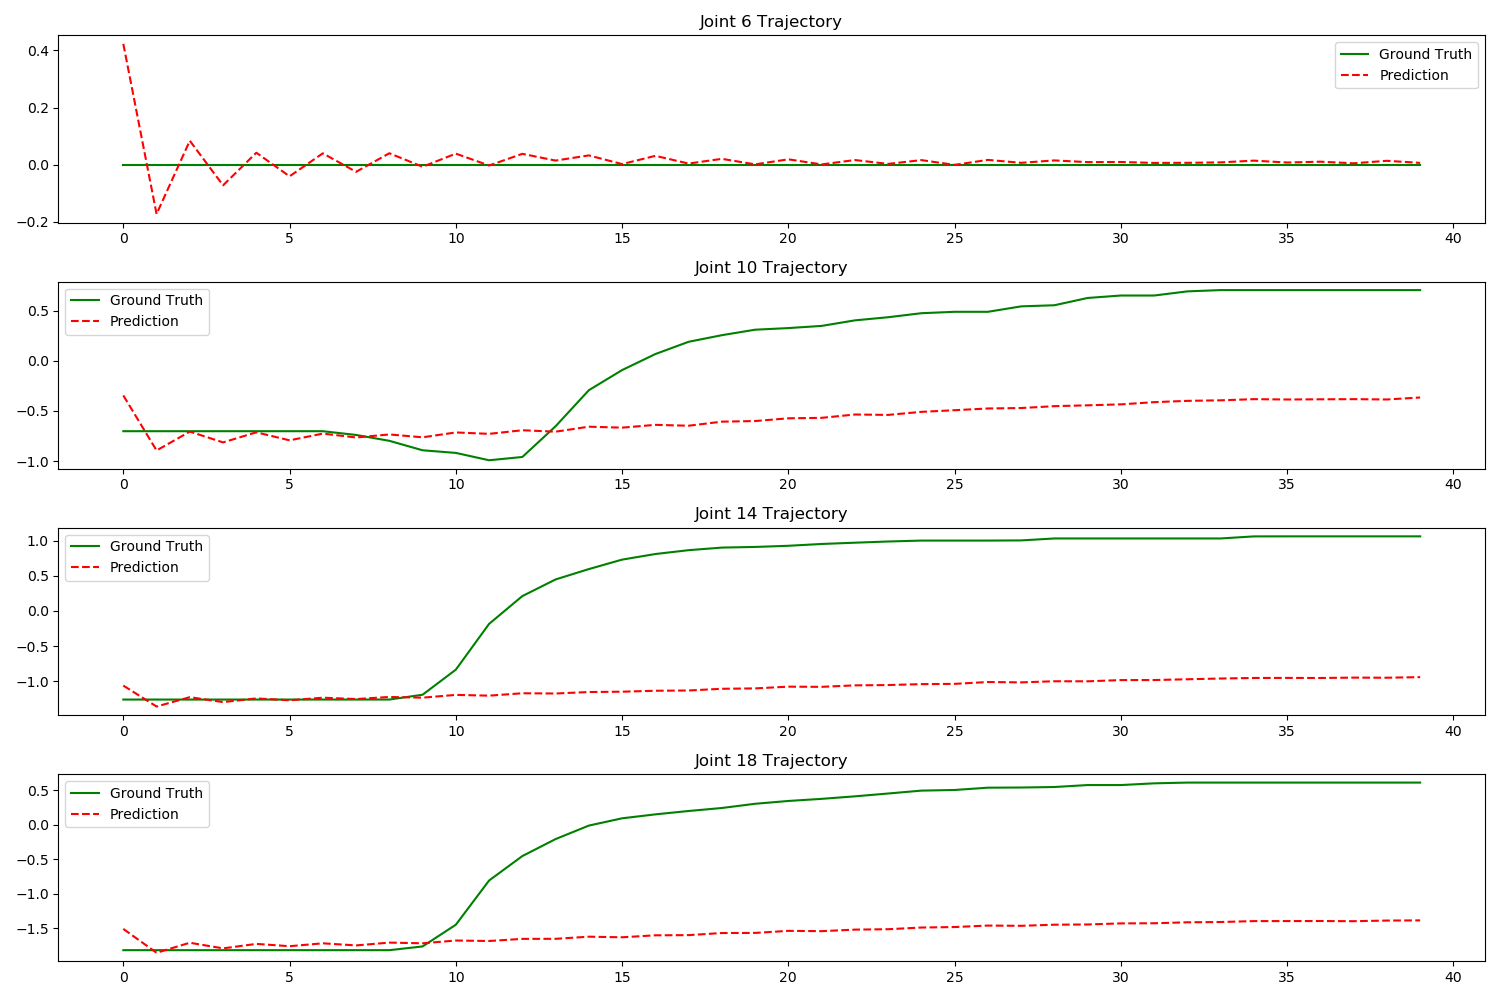 Joint 6 Trajectory
0.4
0.2
0.0
−0.2
Ground Truth
Prediction
0 5 10 15 20 25 30 35 40
Joint 10 Trajectory
0.5
0.0
−0.5
−1.0
Ground Truth
Prediction
0 5 10 15 20 25 30 35 40
Joint 14 Trajectory
1.0
0.5
0.0
−0.5
−1.0
Ground Truth
Prediction
0 5 10 15 20 25 30 35 40
Joint 18 Trajectory
0.5
0.0
−0.5
−1.0
−1.5
Ground Truth
Prediction
0 5 10 15 20 25 30 35 40